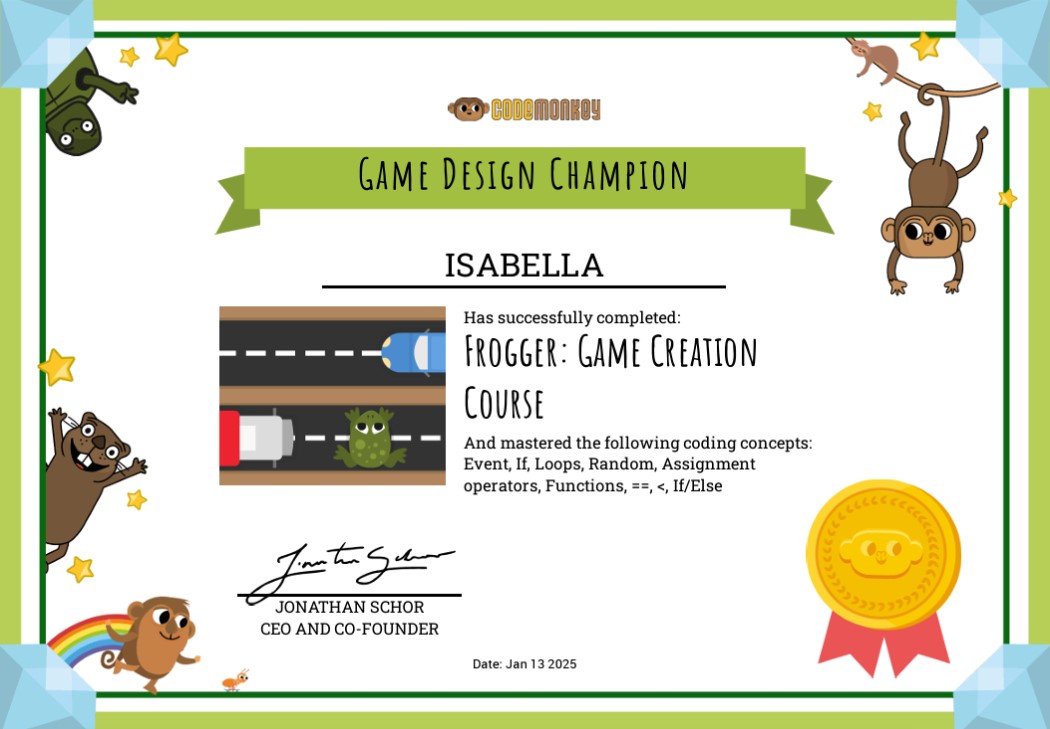 CODEMONKEY
GAME DESIGN CHAMPION
ISABELLA
Has successfully completed:
FROGGER: GAME CREATION
COURSE
And mastered the following coding concepts:
Event, If, Loops, Random, Assignment
operators, Functions, ==, <, If/Else
Jonathan Schor
JONATHAN SCHOR
CEO AND CO-FOUNDER
Date: Jan 13 2025